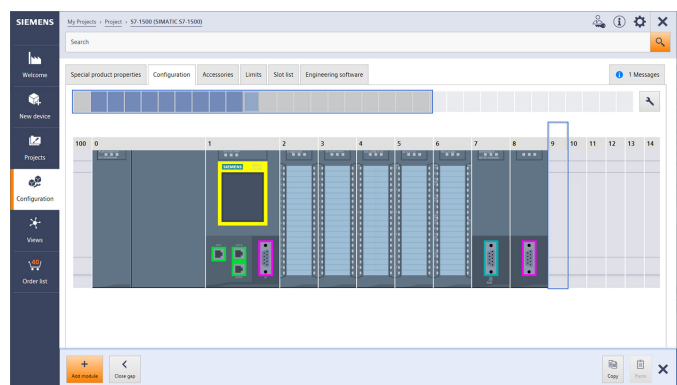 SIEMENS
My Projects › Project › S7-1500 (SIMATIC S7-1500)
Search
Welcome
New device
Projects
Configuration
Views
40
Order list
Special product properties
Configuration
Accessories
Limits
Slot list
Engineering software
1 Messages
100 0 1 2 3 4 5 6 7 8 9 10 11 12 13 14
SIEMENS
Add module
Close gap
Copy
Paste